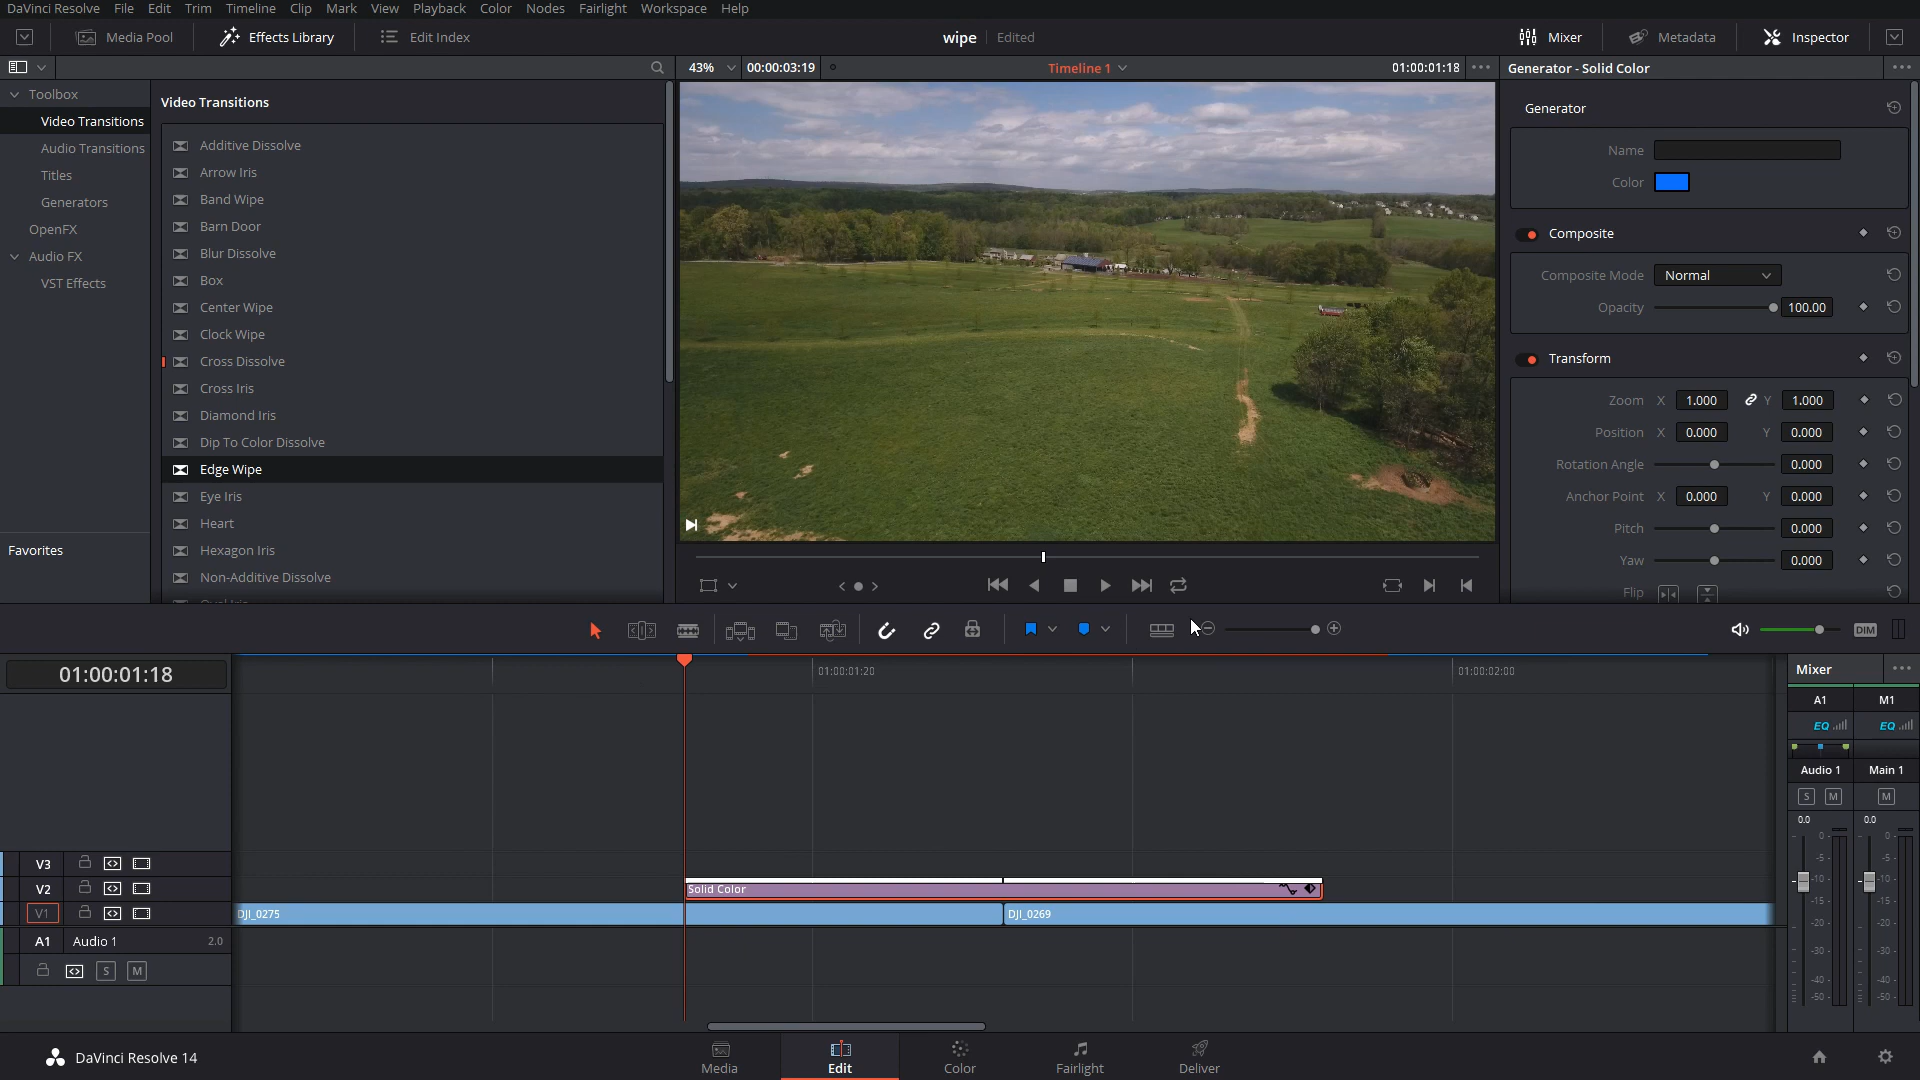 DaVinci Resolve File Edit Trim Timeline Clip Mark View Playback Color Nodes Fairlight Workspace Help
Media Pool Effects Library Edit Index wipe Edited Mixer Metadata Inspector
43% 00:00:03:19 Timeline 1 01:00:01:18 Generator - Solid Color
Toolbox
Video Transitions
Audio Transitions
Titles
Generators
OpenFX
Audio FX
VST Effects
Favorites
Video Transitions
Additive Dissolve
Arrow Iris
Band Wipe
Barn Door
Blur Dissolve
Box
Center Wipe
Clock Wipe
Cross Dissolve
Cross Iris
Diamond Iris
Dip To Color Dissolve
Edge Wipe
Eye Iris
Heart
Hexagon Iris
Non-Additive Dissolve
Generator
Name
Color
Composite
Composite Mode Normal
Opacity 100.00
Transform
Zoom X 1.000 Y 1.000
Position X 0.000 Y 0.000
Rotation Angle 0.000
Anchor Point X 0.000 Y 0.000
Pitch 0.000
Yaw 0.000
Flip
DIM
01:00:01:18 01:00:01:20 01:00:02:00
V3
V2 Solid Color
V1 DJI_0275 DJI_0269
A1 Audio 1 2.0
S M
Mixer
A1 M1
EQ EQ
Audio 1 Main 1
S M M
0.0 0.0
0 0
-5 -5
-10 -10
-15 -15
-20 -20
-30 -30
-40 -40
-50 -50
DaVinci Resolve 14 Media Edit Color Fairlight Deliver